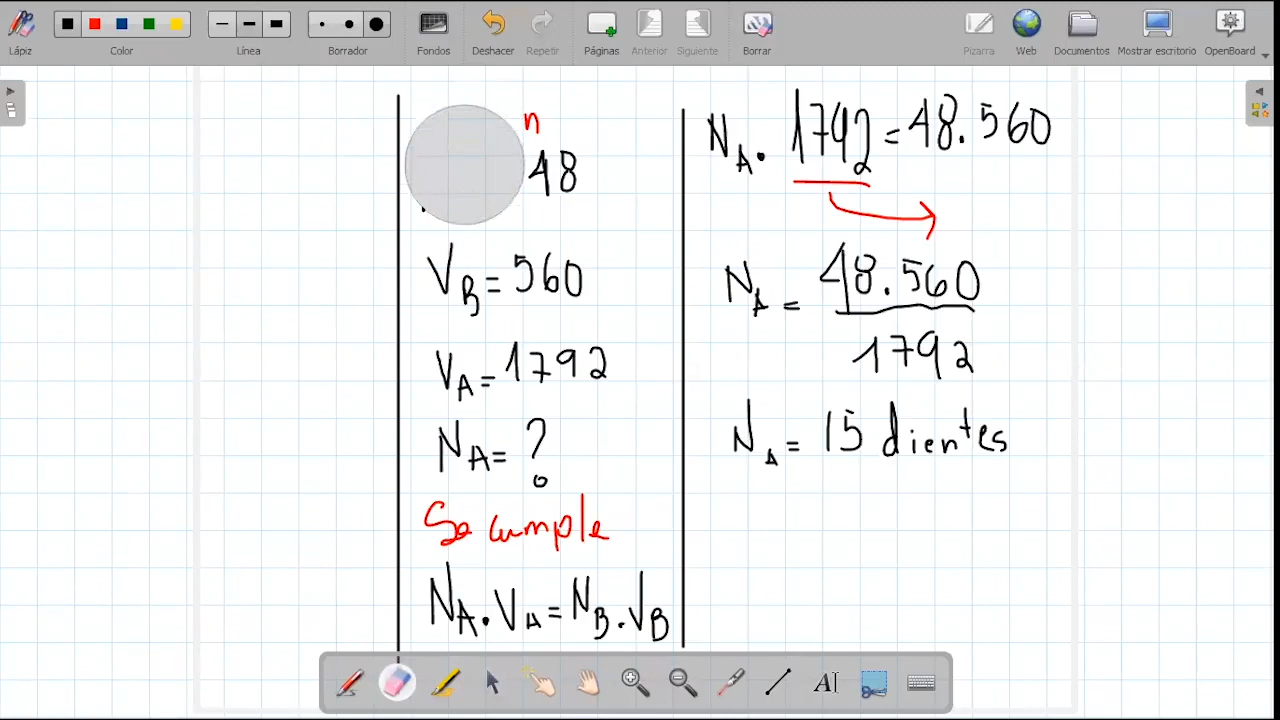 Lápiz
Color
Línea
Borrador
Fondos
Deshacer
Repetir
Páginas
Anterior
Siguiente
Borrar
Pizarra
Web
Documentos
Mostrar escritorio
OpenBoard
n
48
VB = 560
VA = 1792
NA = ?
Se cumple
NA . VA = NB . VB
NA . 1792 = 48.560
NA = 48.560
1792
NA = 15 dientes
AI